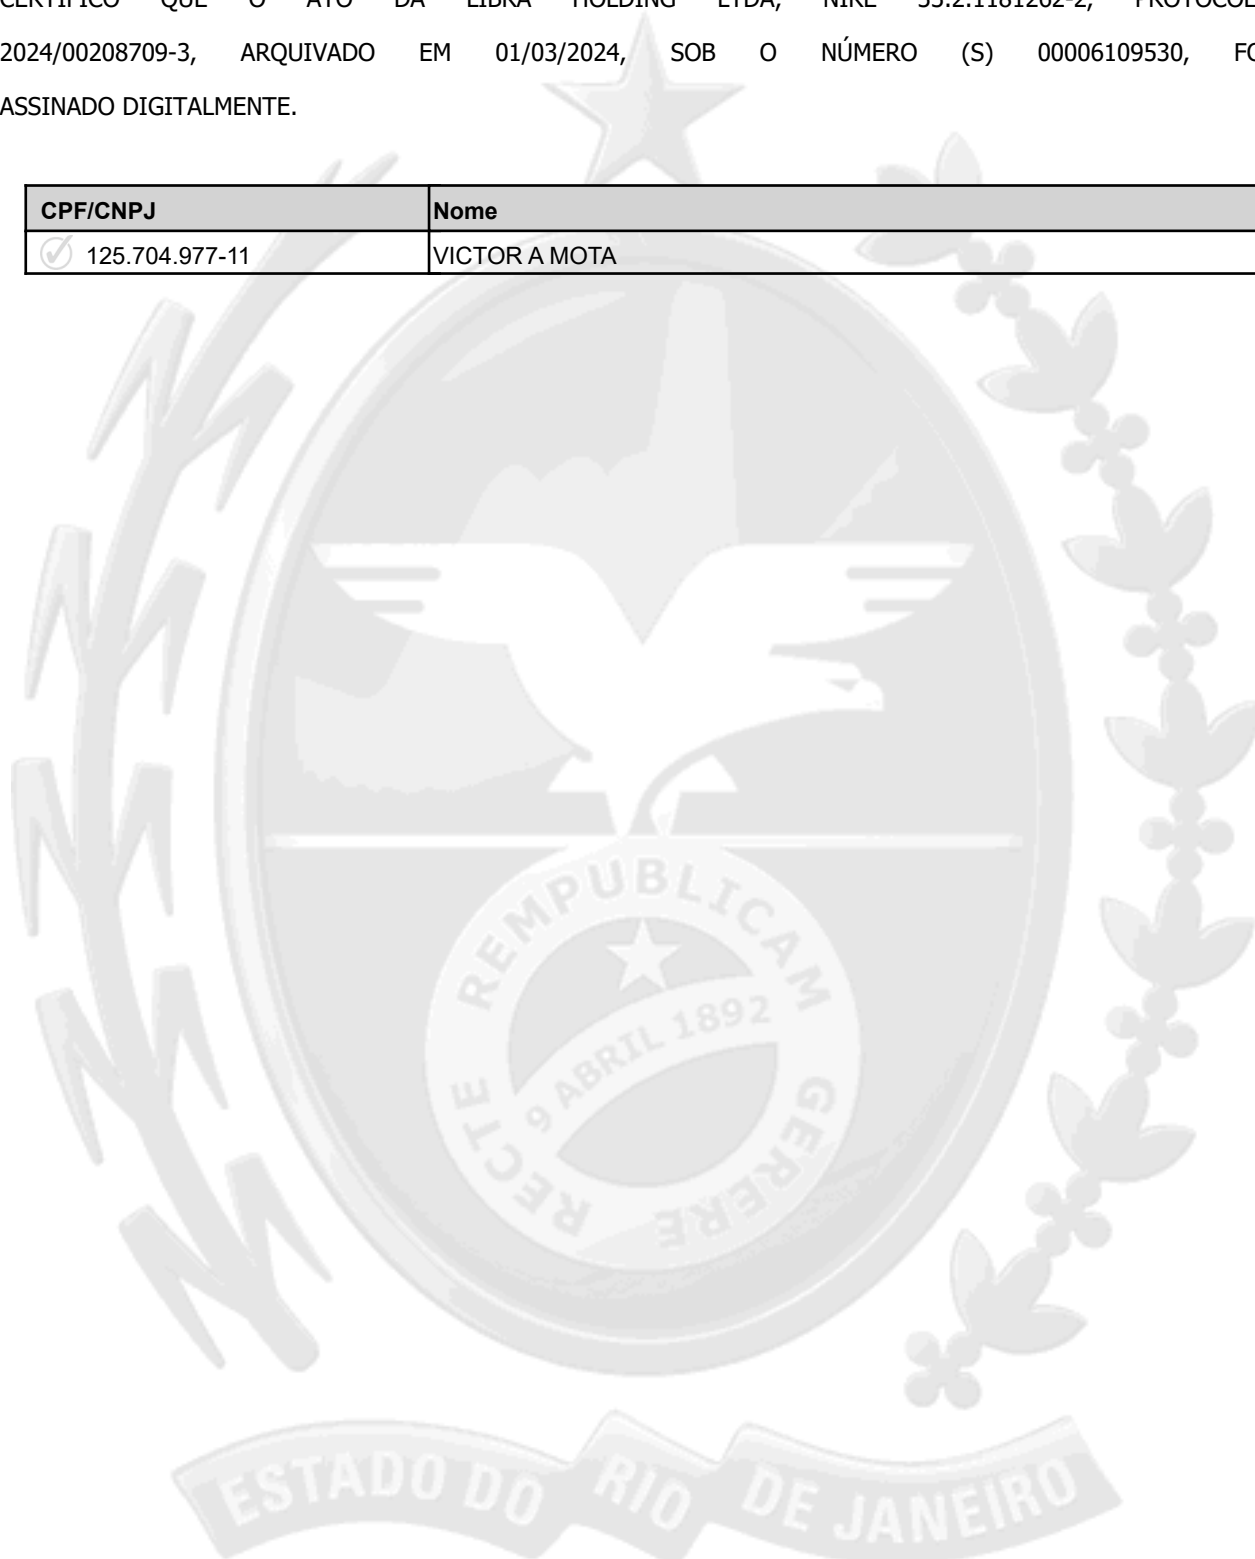 CERTIFICO QUE O ATO DA LIBRA HOLDING LTDA, NIRE 33.2.1181262-2, PROTOCOL
2024/00208709-3, ARQUIVADO EM 01/03/2024, SOB O NÚMERO (S) 00006109530, FO
ASSINADO DIGITALMENTE.
CPF/CNPJ Nome
125.704.977-11 VICTOR A MOTA
RECTE REMPUBLICAM GERERE
9 ABRIL 1892
ESTADO DO RIO DE JANEIRO